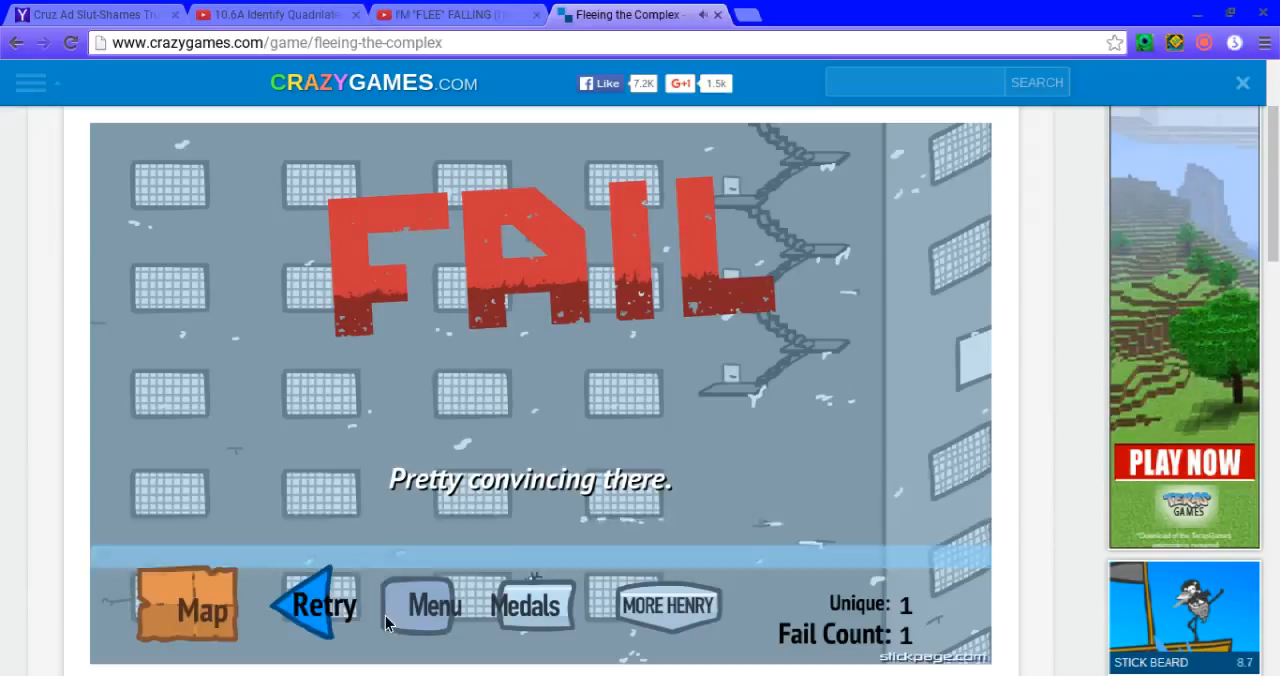 Cruz Ad Slut-Shames Tru
10.6A Identify Quadrilate
I'M "FLEE" FALLING (
Fleeing the Complex -
www.crazygames.com/game/fleeing-the-complex
CRAZYGAMES.COM
Like 7.2K
G+1 1.5k
SEARCH
FAIL
Pretty convincing there.
Map
Retry
Menu
Medals
MORE HENRY
Unique: 1
Fail Count: 1
stickpage.com
PLAY NOW
TERAS
GAMES
STICK BEARD 8.7